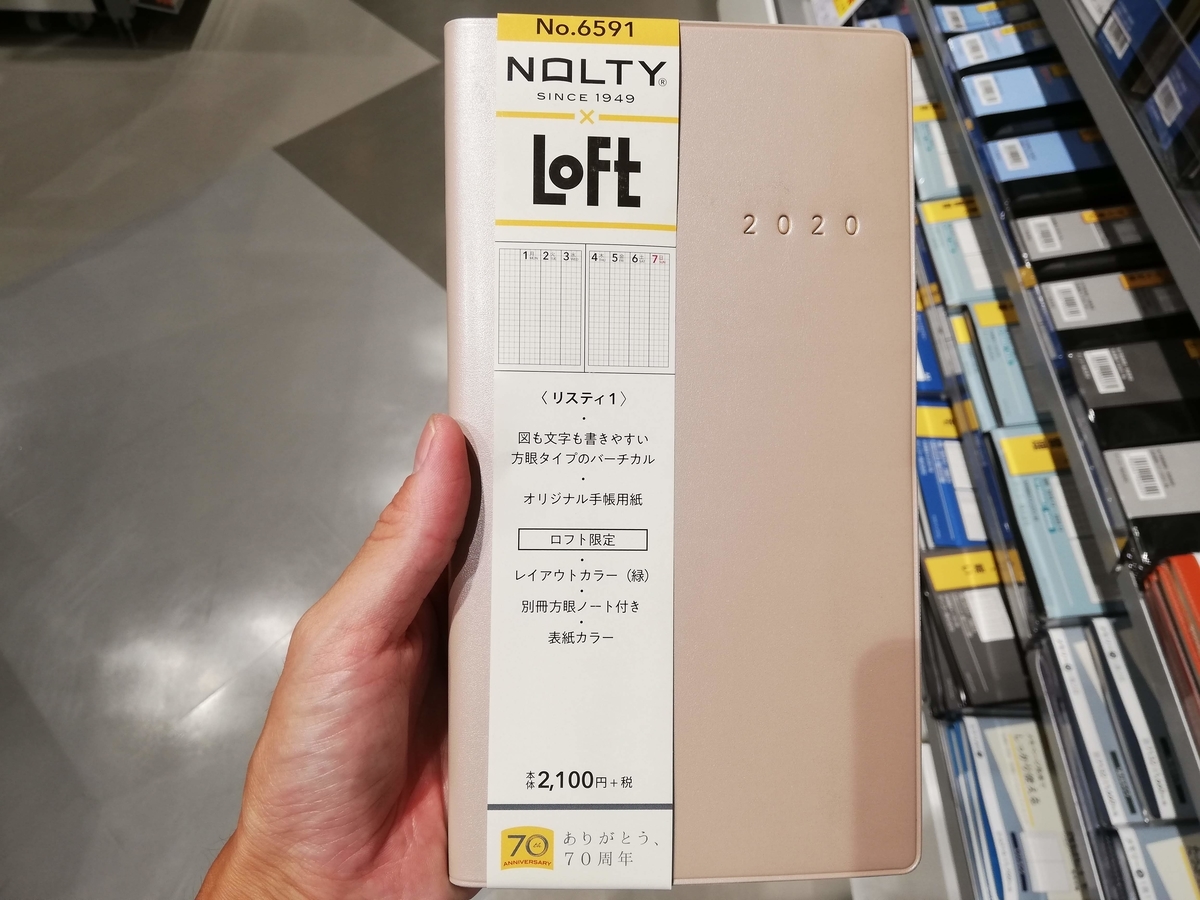 No.6591
NOLTY®
SINCE 1949
×
LoFt
1 2 3 4 5 6 7
2020
〈リスティ1〉
・
図も文字も書きやすい
方眼タイプのバーチカル
・
オリジナル手帳用紙
ロフト限定
・
レイアウトカラー（緑）
・
別冊方眼ノート付き
・
表紙カラー
本体2,100円+税
70th
ANNIVERSARY
ありがとう、
70周年